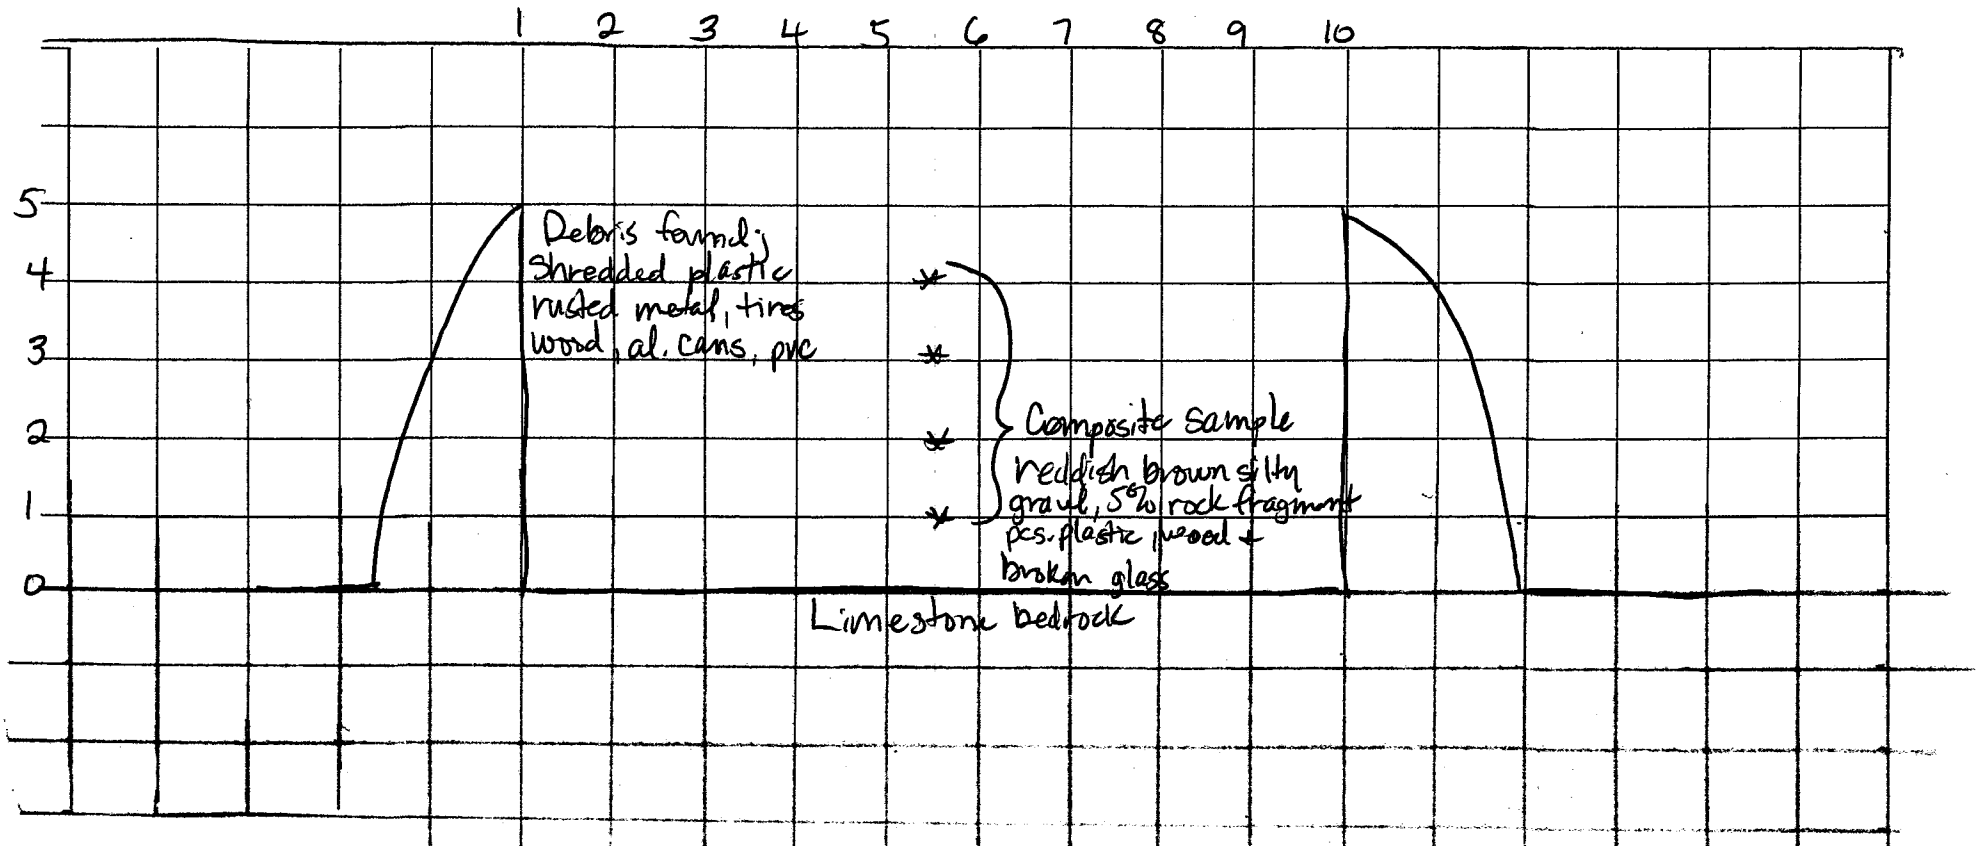 1 2 3 4 5 6 7 8 9 10
5
Debris found;
shredded plastic
4
rusted metal, tires
wood, al. cans, pvc
3
2
Composite sample
reddish brown silty
1
gravel, 5% rock fragment
pcs. plastic, wood +
broken glass
0
Limestone bedrock